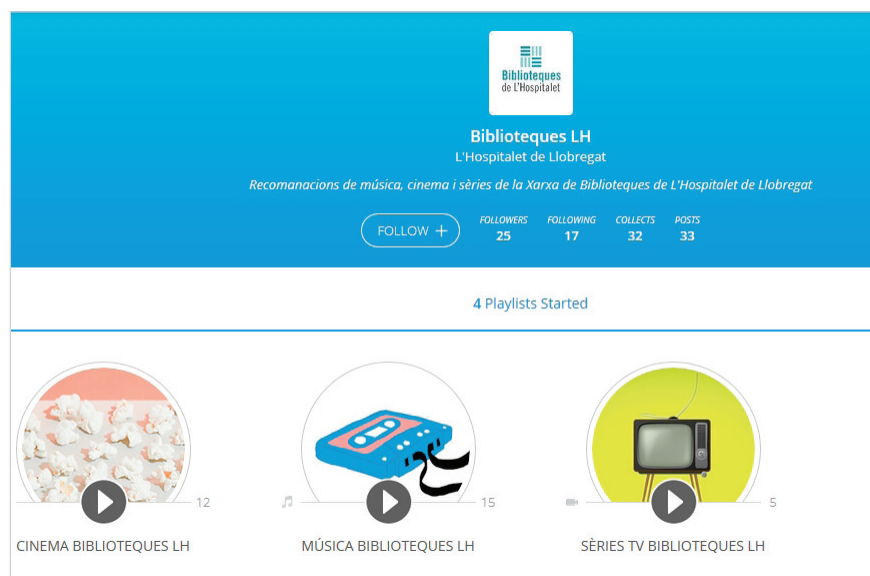 Biblioteques
de L'Hospitalet
Biblioteques LH
L'Hospitalet de Llobregat
Recomanacions de música, cinema i sèries de la Xarxa de Biblioteques de L'Hospitalet de Llobregat
FOLLOW +
FOLLOWERS FOLLOWING COLLECTS POSTS
25 17 32 33
4 Playlists Started
12 15 5
CINEMA BIBLIOTEQUES LH MÚSICA BIBLIOTEQUES LH SÈRIES TV BIBLIOTEQUES LH